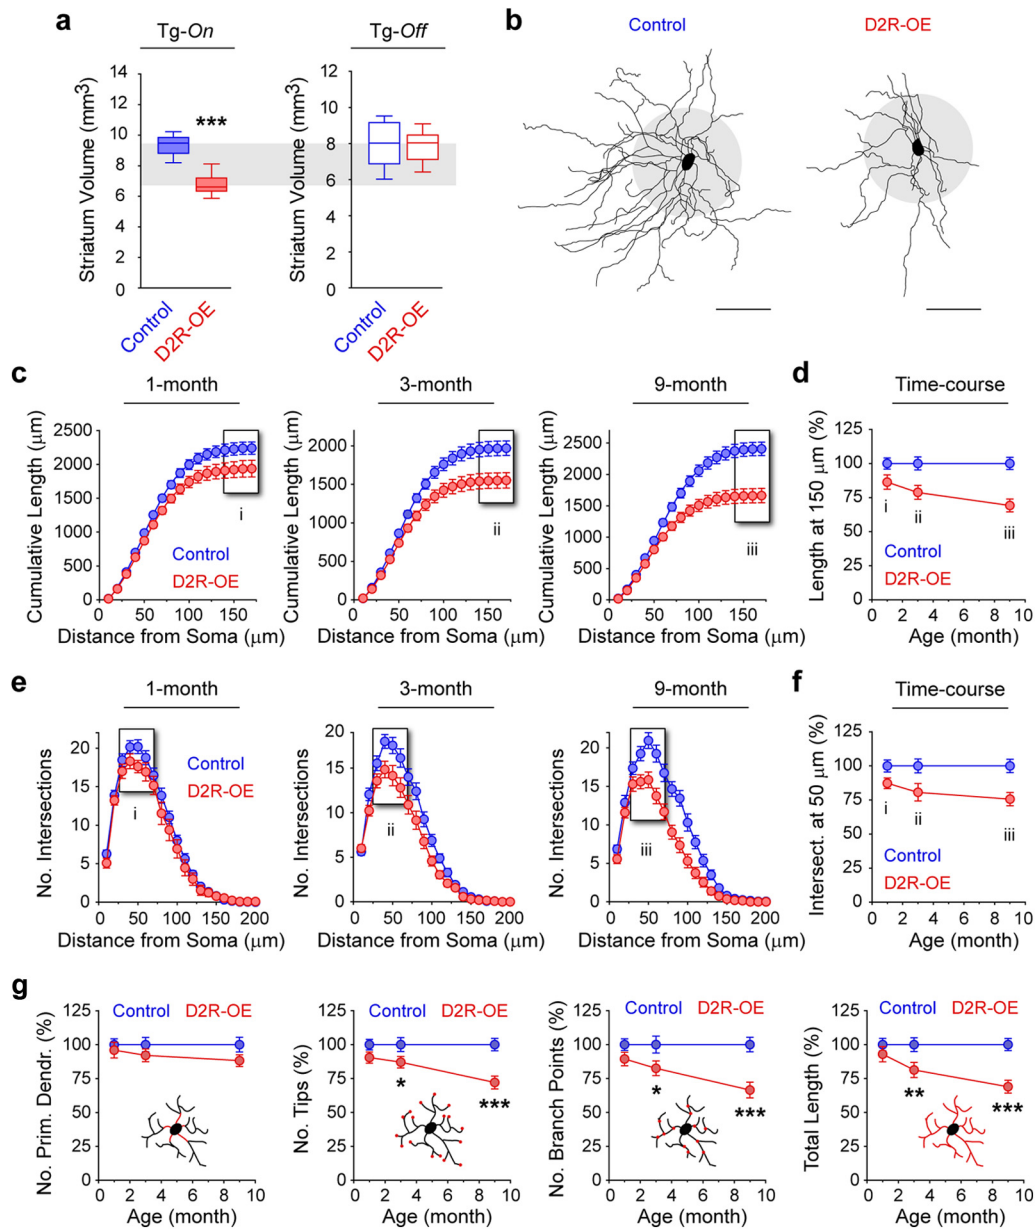 a
Tg-On
Tg-Off
Striatum Volume (mm3)
14
12
10
8
6
4
2
0
***
Control
D2R-OE
Striatum Volume (mm3)
12
10
8
6
4
2
0
Control
D2R-OE
b
Control
D2R-OE
c
1-month
Cumulative Length (μm)
2500
2000
1500
1000
500
0
i
Control
D2R-OE
0 50 100 150
Distance from Soma (μm)
3-month
Cumulative Length (μm)
2500
2000
1500
1000
500
0
ii
0 50 100 150
Distance from Soma (μm)
9-month
Cumulative Length (μm)
2500
2000
1500
1000
500
0
iii
0 50 100 150
Distance from Soma (μm)
d
Time-course
Length at 150 μm (%)
125
100
75
50
25
0
i ii iii
Control
D2R-OE
0 2 4 6 8 10
Age (month)
e
1-month
No. Intersections
20
15
10
5
0
Control
D2R-OE
i
0 50 100 150 200
Distance from Soma (μm)
3-month
No. Intersections
20
15
10
5
0
ii
0 50 100 150 200
Distance from Soma (μm)
9-month
No. Intersections
20
15
10
5
0
iii
0 50 100 150 200
Distance from Soma (μm)
f
Time-course
Intersect. at 50 μm (%)
125
100
75
50
25
0
i ii iii
Control
D2R-OE
0 2 4 6 8 10
Age (month)
g
Control D2R-OE
No. Prim. Dendr. (%)
125
100
75
50
25
0
0 2 4 6 8 10
Age (month)
Control D2R-OE
No. Tips (%)
125
100
75
50
25
0
* ***
0 2 4 6 8 10
Age (month)
Control D2R-OE
No. Branch Points (%)
125
100
75
50
25
0
* ***
0 2 4 6 8 10
Age (month)
Control D2R-OE
Total Length (%)
125
100
75
50
25
0
** ***
0 2 4 6 8 10
Age (month)